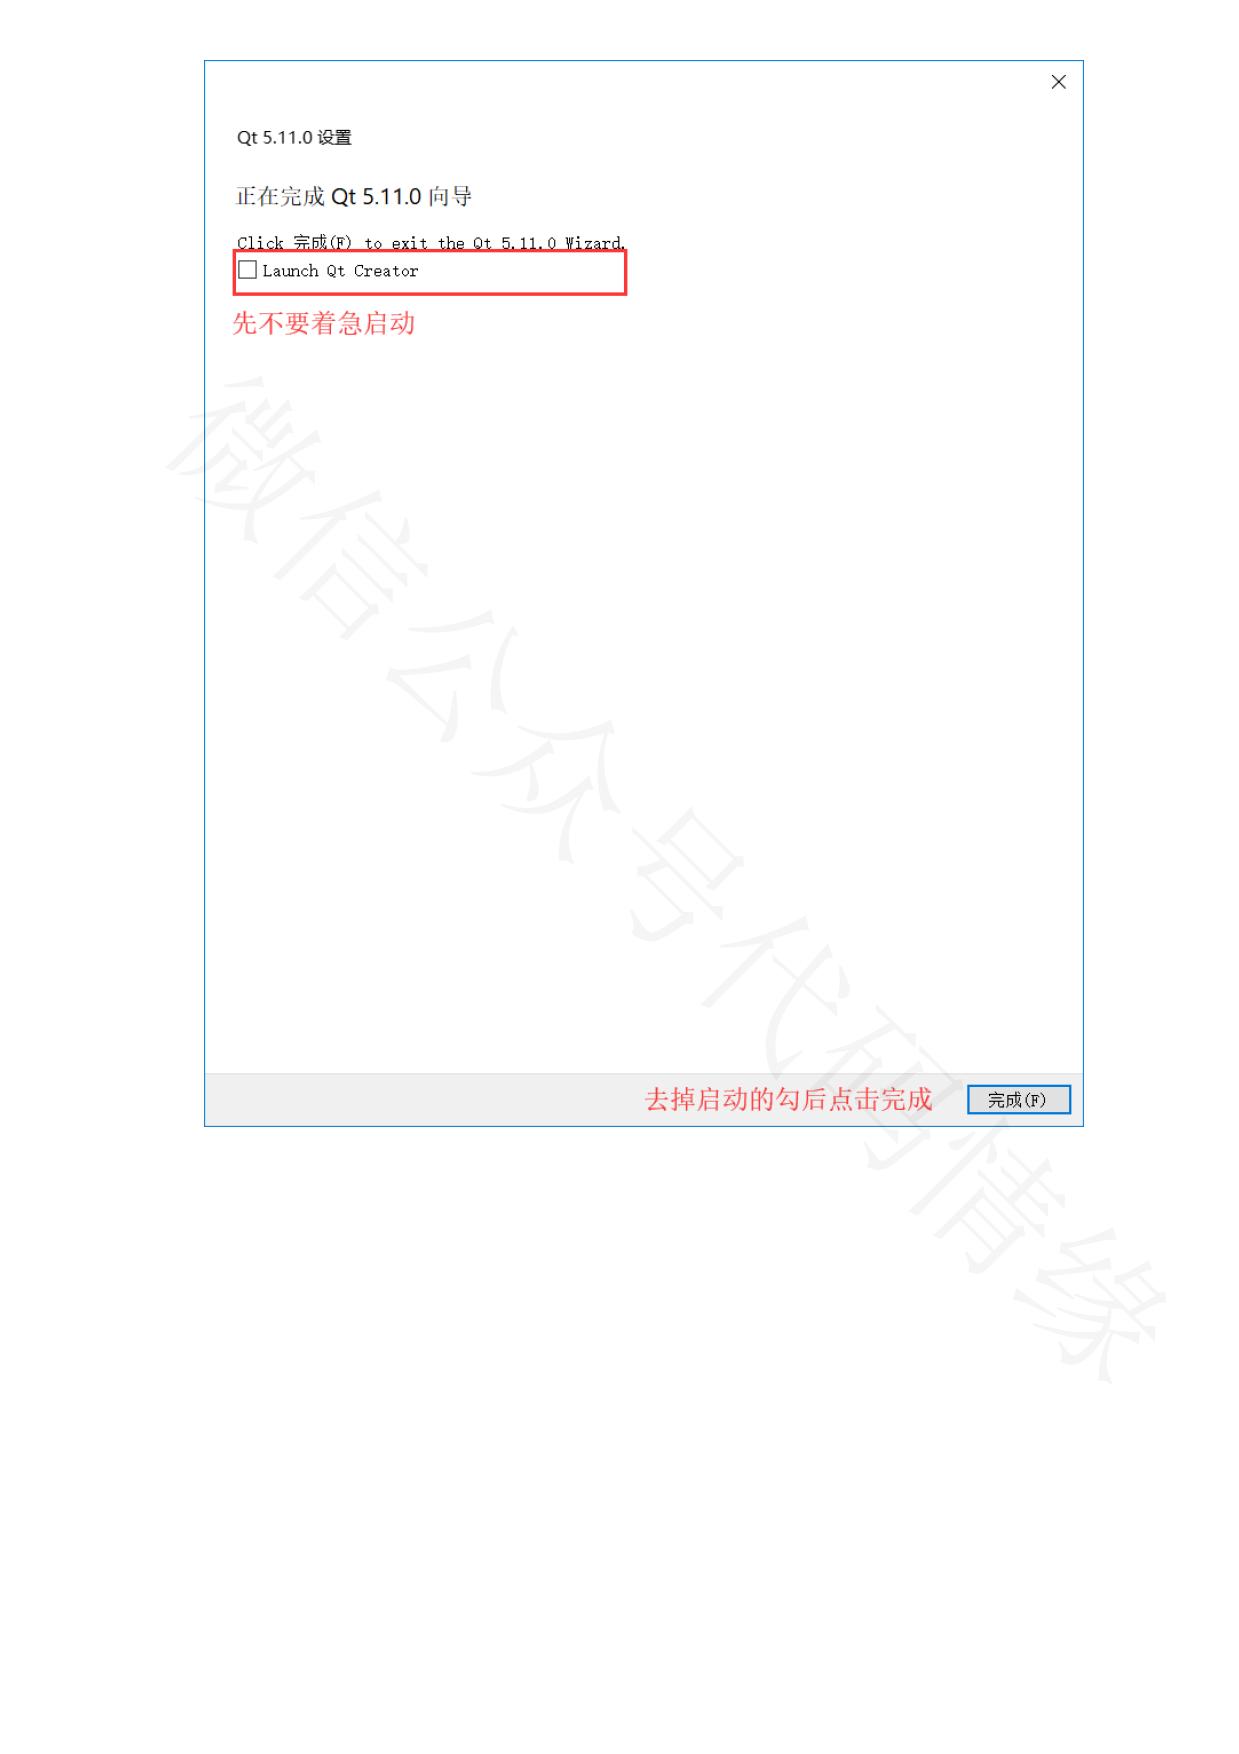 Qt 5.11.0 设置
正在完成 Qt 5.11.0 向导
Click 完成(F) to exit the Qt 5.11.0 Wizard.
Launch Qt Creator
先不要着急启动
微信公众号代码情缘
去掉启动的勾后点击完成
完成(F)